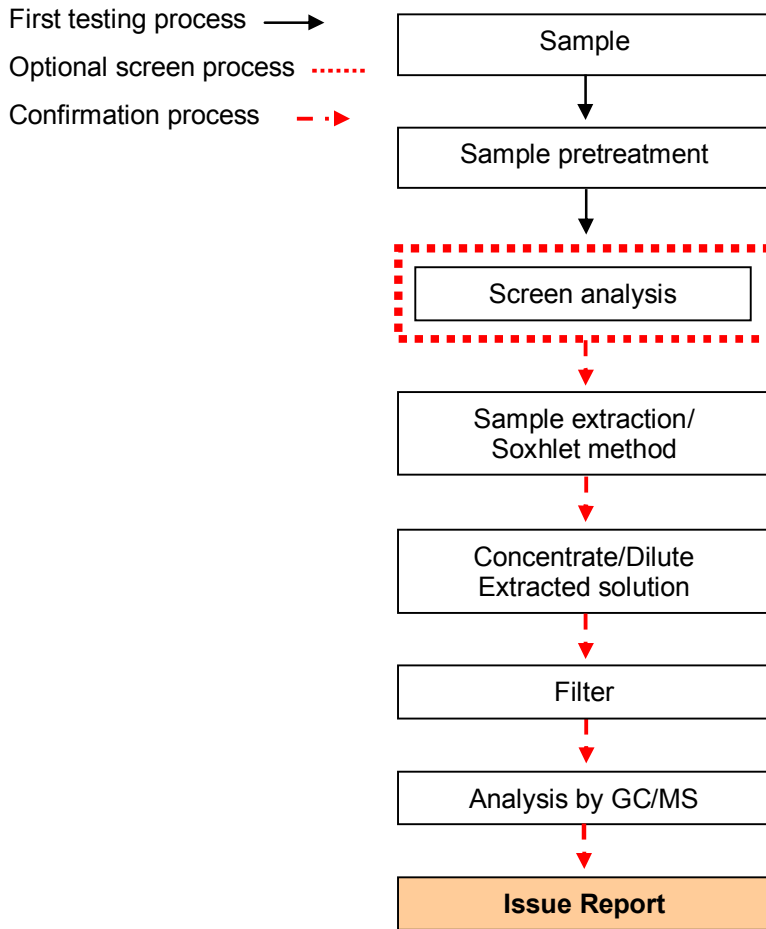 First testing process
Optional screen process
Confirmation process
Sample
Sample pretreatment
Screen analysis
Sample extraction/
Soxhlet method
Concentrate/Dilute
Extracted solution
Filter
Analysis by GC/MS
Issue Report